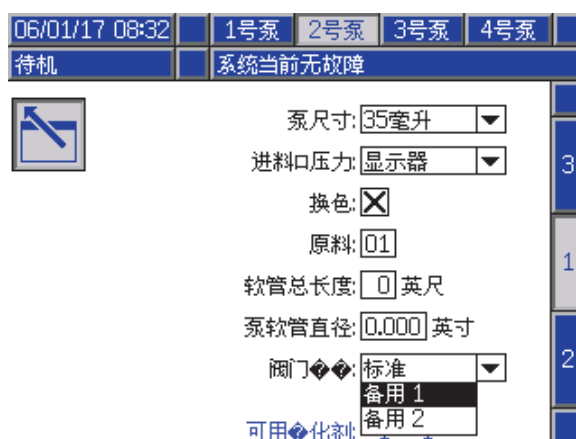 06/01/17 08:32 1号泵 2号泵 3号泵 4号泵
待机 系统当前无故障
泵尺寸: 35毫升
进料口压力: 显示器
3
换色:
原料: 01
1
软管总长度: 0 英尺
泵软管直径: 0.000 英寸
阀门��: 标准
2
备用 1
备用 2
可用�化剂: